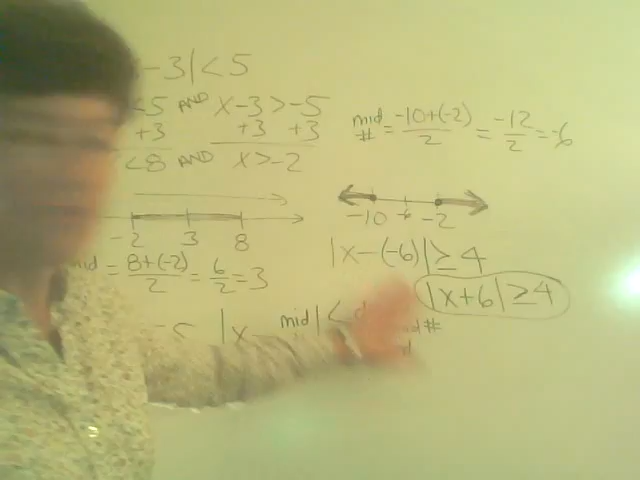 -3|<5
<5 AND x-3>-5
+3 +3 +3
<8 AND x>-2
-2 3 8
= 8+(-2)/2 = 6/2 = 3
|x- mid|<
mid # = -10+(-2)/2 = -12/2 = -6
-10 -6 -2
|x-(-6)|≥4
|x+6|≥4